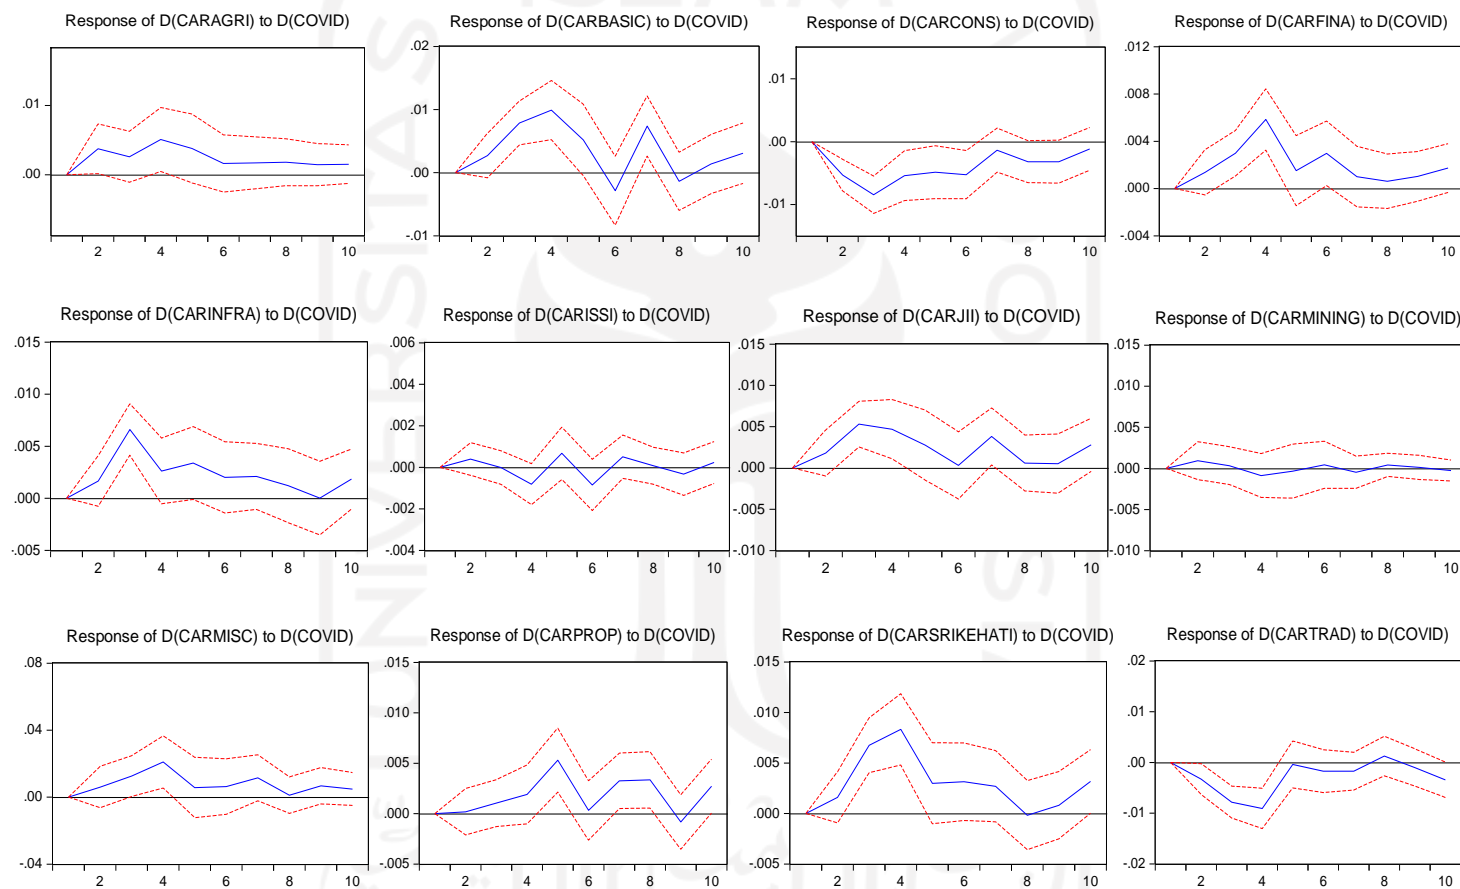 Response of D(CARAGRI) to D(COVID)
.01
.00
2 4 6 8 10
Response of D(CARBASIC) to D(COVID)
.02
.01
.00
-.01
2 4 6 8 10
Response of D(CARCONS) to D(COVID)
.01
.00
-.01
2 4 6 8 10
Response of D(CARFINA) to D(COVID)
.012
.008
.004
.000
-.004
2 4 6 8 10
Response of D(CARINFRA) to D(COVID)
.015
.010
.005
.000
-.005
2 4 6 8 10
Response of D(CARISSI) to D(COVID)
.006
.004
.002
.000
-.002
-.004
2 4 6 8 10
Response of D(CARJII) to D(COVID)
.015
.010
.005
.000
-.005
-.010
2 4 6 8 10
Response of D(CARMINING) to D(COVID)
.015
.010
.005
.000
-.005
-.010
2 4 6 8 10
Response of D(CARMISC) to D(COVID)
.08
.04
.00
-.04
2 4 6 8 10
Response of D(CARPROP) to D(COVID)
.015
.010
.005
.000
-.005
2 4 6 8 10
Response of D(CARSRIKEHATI) to D(COVID)
.015
.010
.005
.000
-.005
2 4 6 8 10
Response of D(CARTRAD) to D(COVID)
.02
.01
.00
-.01
-.02
2 4 6 8 10